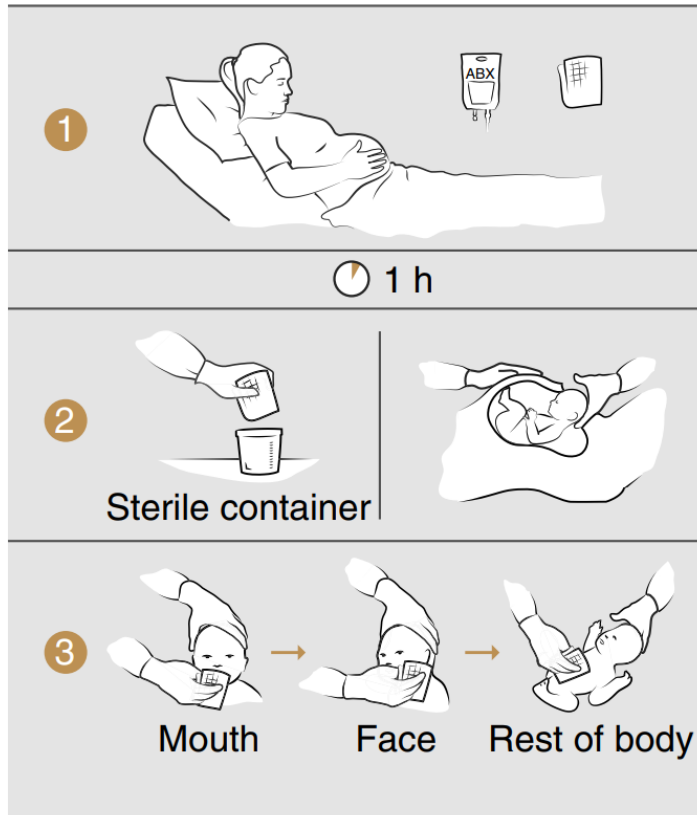 1
ABX
1 h
2
Sterile container
3
Mouth → Face → Rest of body